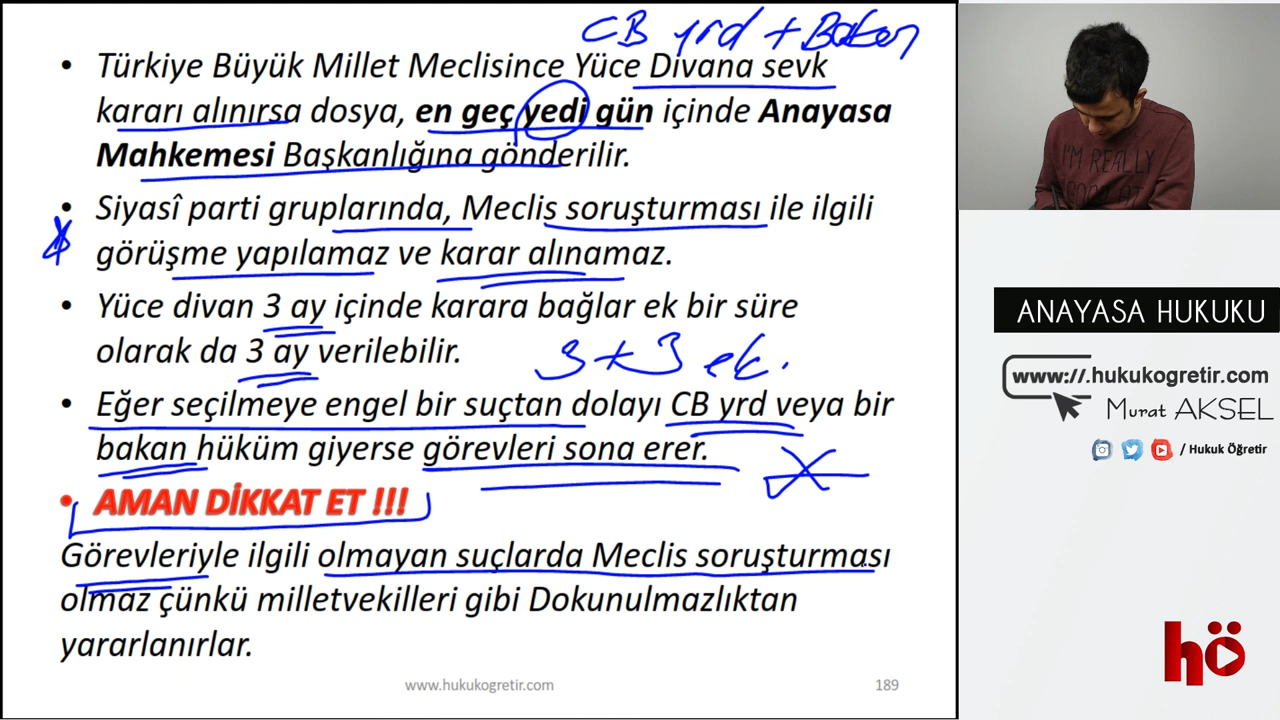 CB yrd + Bakan
• Türkiye Büyük Millet Meclisince Yüce Divana sevk
kararı alınırsa dosya, en geç yedi gün içinde Anayasa
Mahkemesi Başkanlığına gönderilir.
• Siyasî parti gruplarında, Meclis soruşturması ile ilgili
görüşme yapılamaz ve karar alınamaz.
• Yüce divan 3 ay içinde karara bağlar ek bir süre
olarak da 3 ay verilebilir.
3 + 3 ek.
• Eğer seçilmeye engel bir suçtan dolayı CB yrd veya bir
bakan hüküm giyerse görevleri sona erer.
• AMAN DİKKAT ET !!!
Görevleriyle ilgili olmayan suçlarda Meclis soruşturması
olmaz çünkü milletvekilleri gibi Dokunulmazlıktan
yararlanırlar.
www.hukukogretir.com
189
I'M REALLY
ANAYASA HUKUKU
www://.hukukogretir.com
Murat AKSEL
/ Hukuk Öğretir
hö